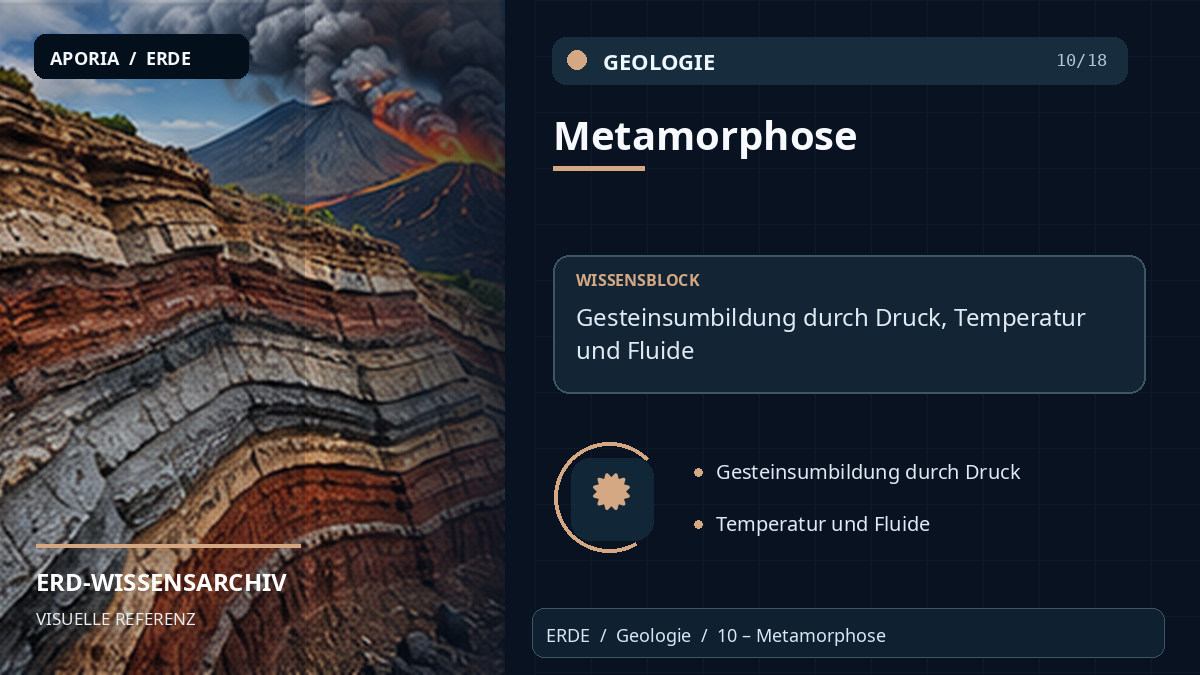 APORIA / ERDE
GEOLOGIE
10/18
Metamorphose
WISSENSBLOCK
Gesteinsumbildung durch Druck, Temperatur
und Fluide
Gesteinsumbildung durch Druck
Temperatur und Fluide
ERD-WISSENSARCHIV
VISUELLE REFERENZ
ERDE / Geologie / 10 – Metamorphose